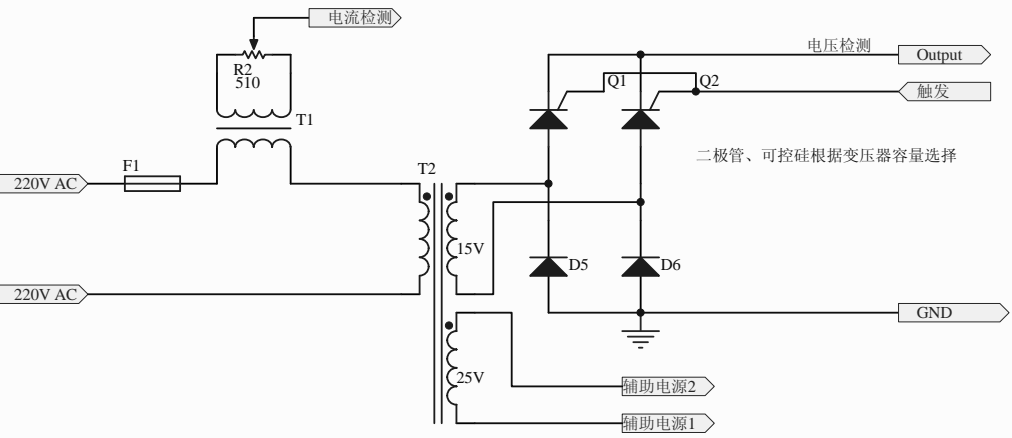 电流检测
R2
510
T1
F1
220V AC
220V AC
T2
15V
25V
电压检测
Output
Q1
Q2
触发
二极管、可控硅根据变压器容量选择
D5
D6
GND
辅助电源2
辅助电源1